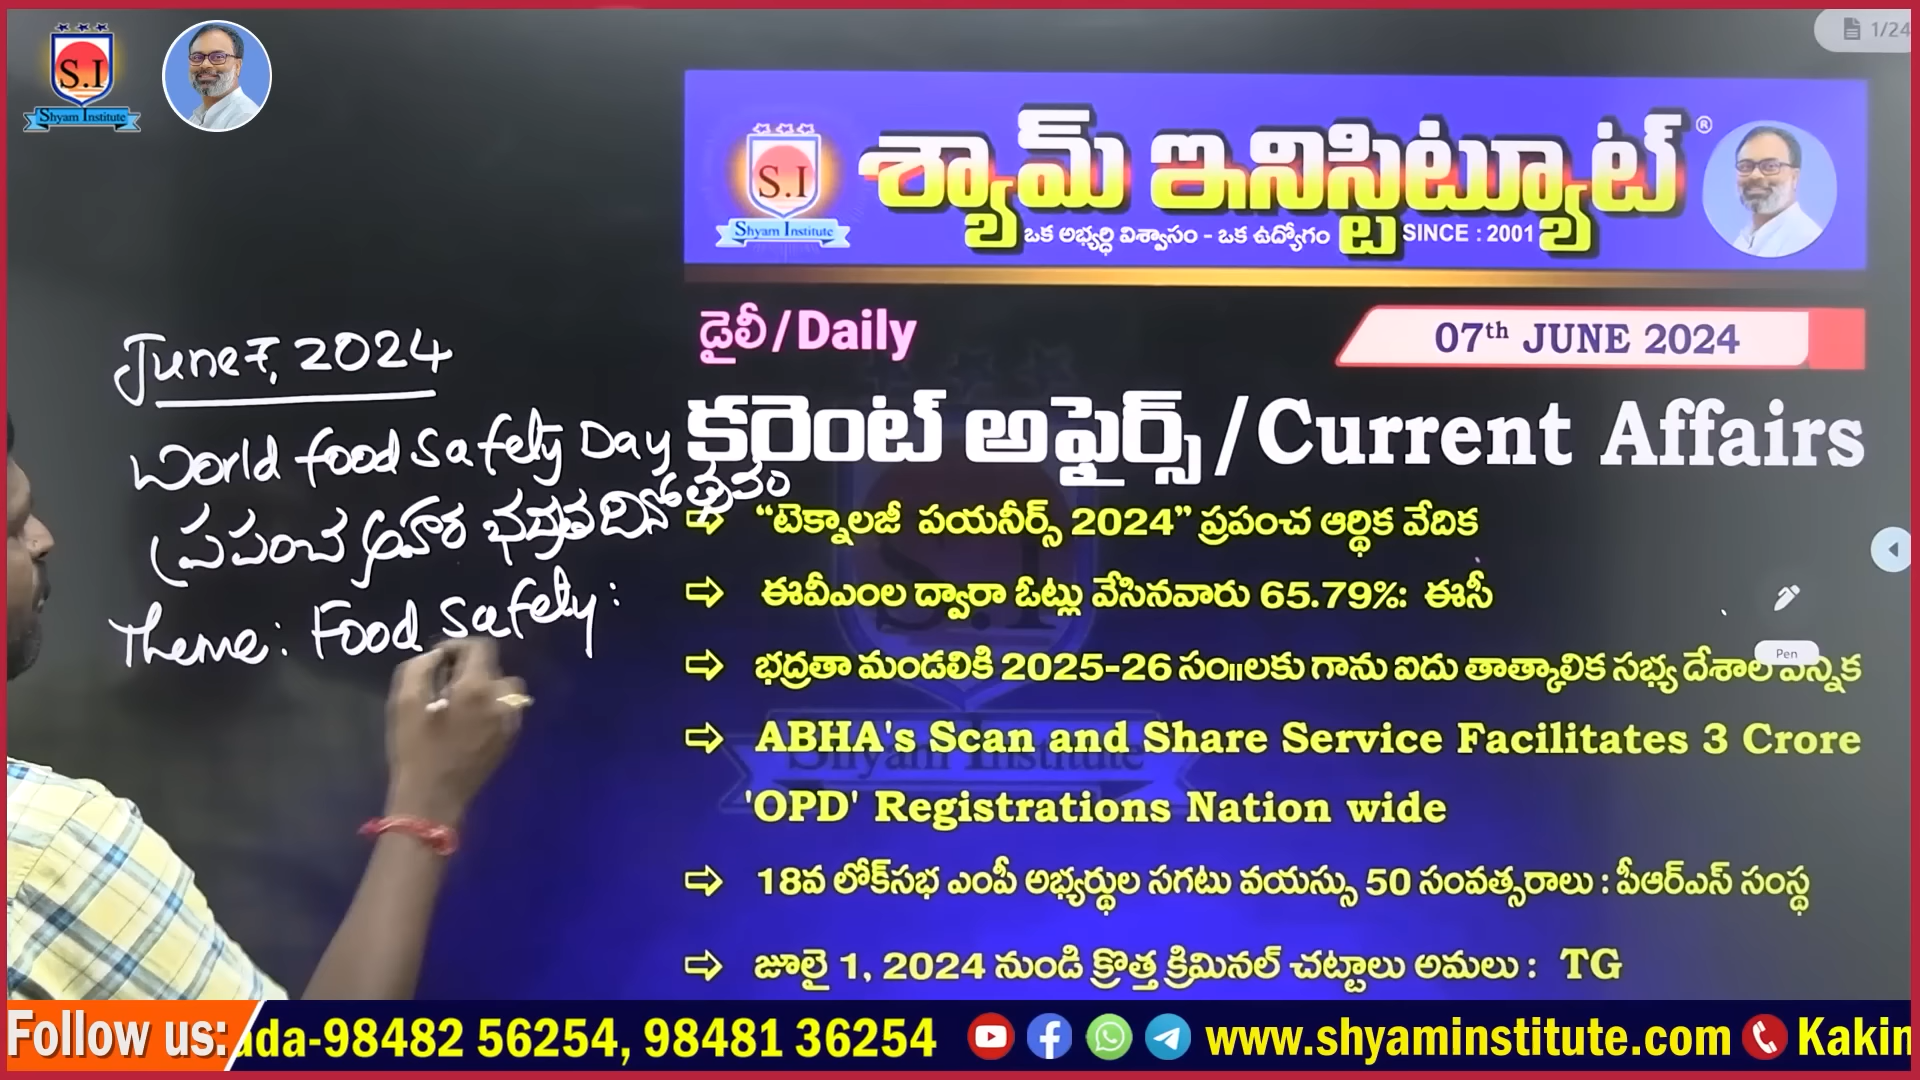 S.I
Shyam Institute
1/24
S.I
Shyam Institute
శ్యామ్ ఇనిస్టిట్యూట్ ®
ఒక అభ్యర్ధి విశ్వాసం - ఒక ఉద్యోగం SINCE : 2001
డైలీ/Daily
07th JUNE 2024
కరెంట్ అఫైర్స్/Current Affairs
June 7, 2024
World food safety Day
(ప్రపంచ ఆహార భద్రత దినోత్సవం
Theme: Food safety:
⇨ “టెక్నాలజీ పయనీర్స్ 2024” ప్రపంచ ఆర్థిక వేదిక
⇨ ఈవీఎంల ద్వారా ఓట్లు వేసినవారు 65.79%: ఈసీ
Pen
⇨ భద్రతా మండలికి 2025-26 సం॥లకు గాను ఐదు తాత్కాలిక సభ్య దేశాల ఎన్నిక
⇨ ABHA's Scan and Share Service Facilitates 3 Crore
'OPD' Registrations Nation wide
⇨ 18వ లోక్‌సభ ఎంపీ అభ్యర్థుల సగటు వయస్సు 50 సంవత్సరాలు : పీఆర్ఎస్ సంస్థ
⇨ జూలై 1, 2024 నుండి క్రొత్త క్రిమినల్ చట్టాలు అమలు : TG
Follow us: ada-98482 56254, 98481 36254 www.shyaminstitute.com Kakin